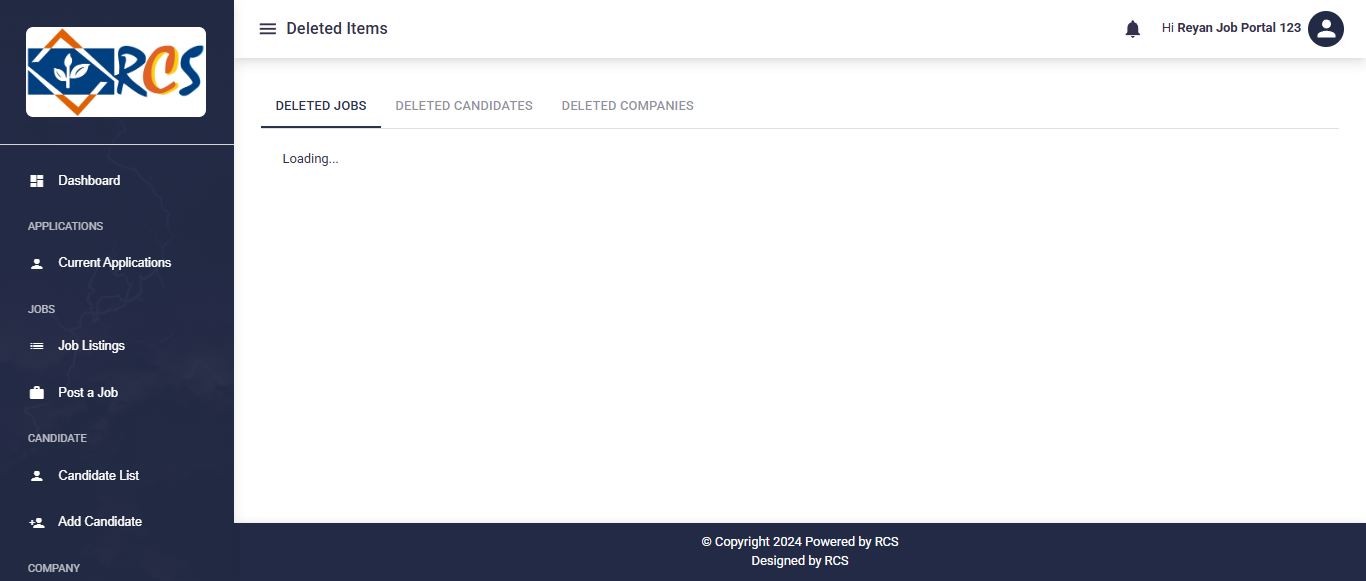 RCS
Deleted Items
Hi Reyan Job Portal 123
DELETED JOBS
DELETED CANDIDATES
DELETED COMPANIES
Loading...
Dashboard
APPLICATIONS
Current Applications
JOBS
Job Listings
Post a Job
CANDIDATE
Candidate List
Add Candidate
COMPANY
© Copyright 2024 Powered by RCS
Designed by RCS